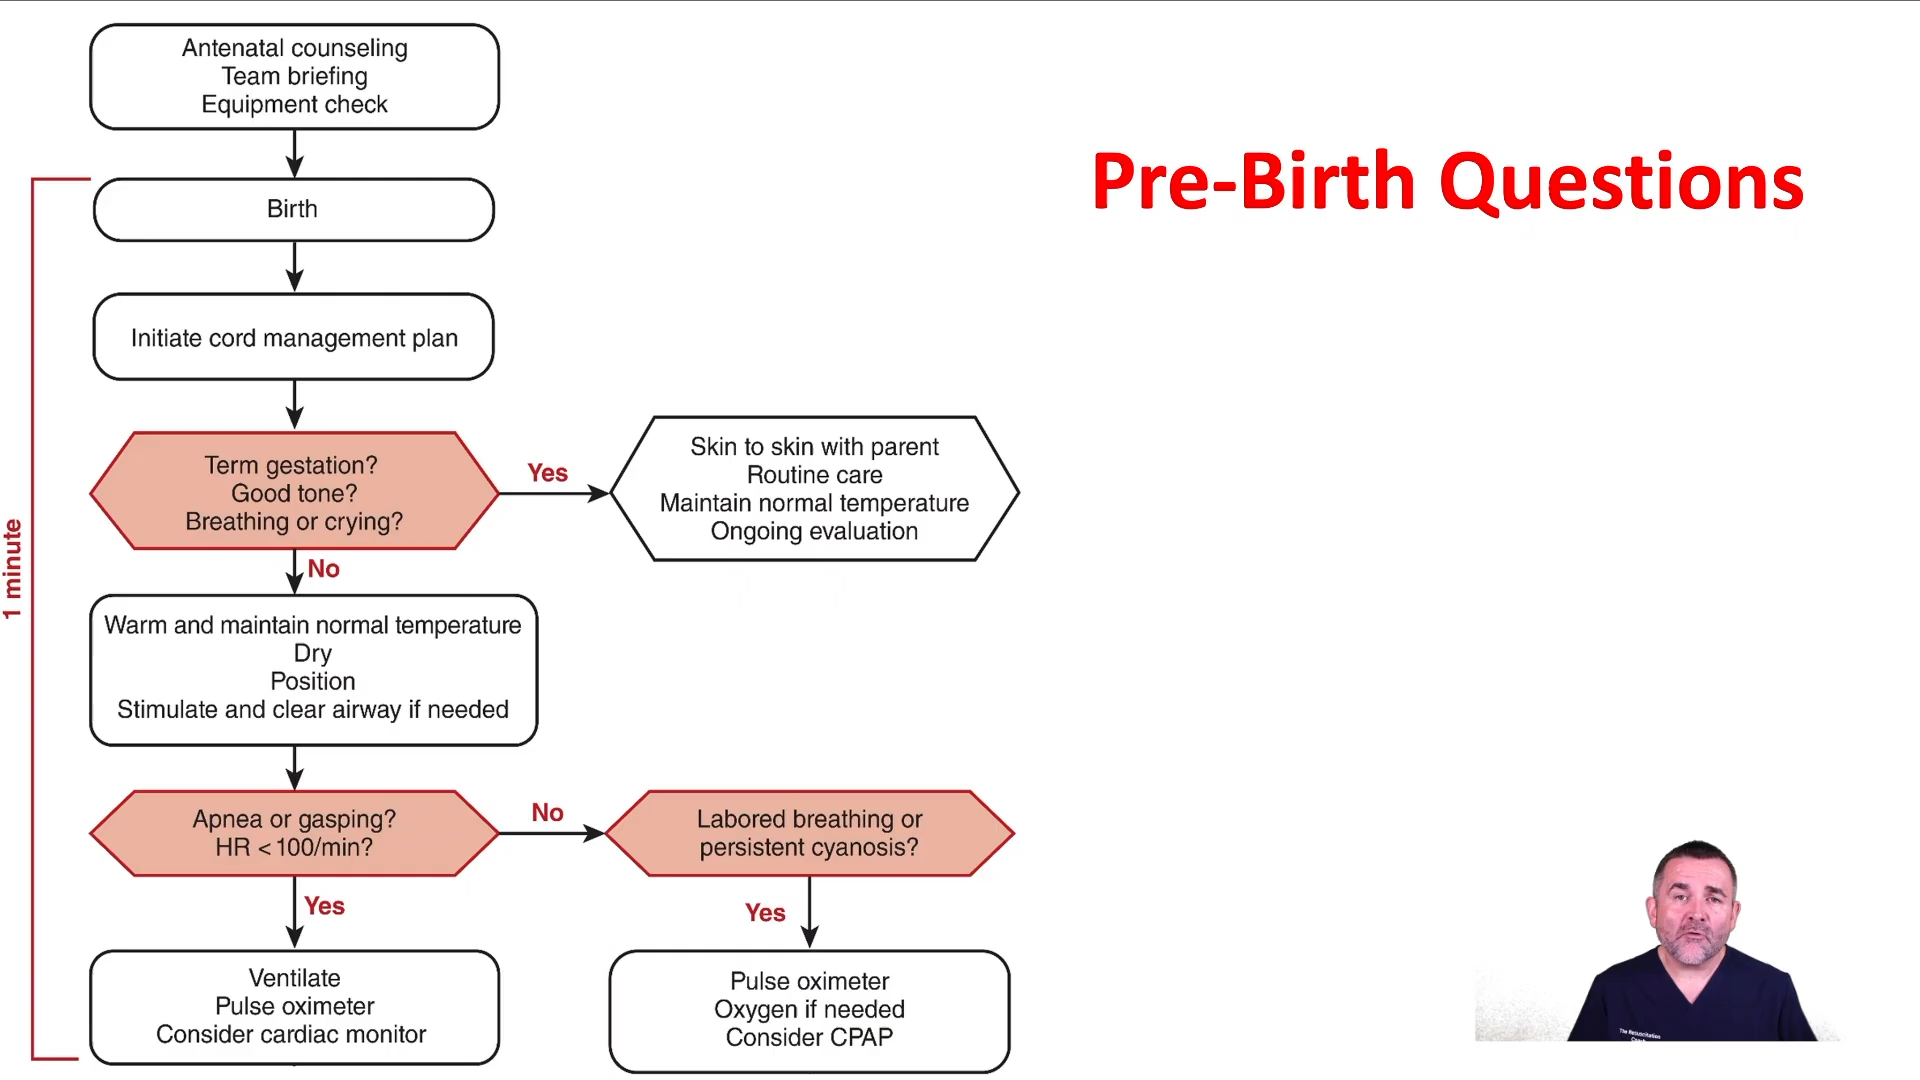 Antenatal counseling
Team briefing
Equipment check
Pre-Birth Questions
Birth
Initiate cord management plan
Term gestation?
Good tone?
Breathing or crying?
Yes
Skin to skin with parent
Routine care
Maintain normal temperature
Ongoing evaluation
No
1 minute
Warm and maintain normal temperature
Dry
Position
Stimulate and clear airway if needed
Apnea or gasping?
HR < 100/min?
No
Labored breathing or
persistent cyanosis?
Yes
Yes
Ventilate
Pulse oximeter
Consider cardiac monitor
Pulse oximeter
Oxygen if needed
Consider CPAP
The Resuscitation